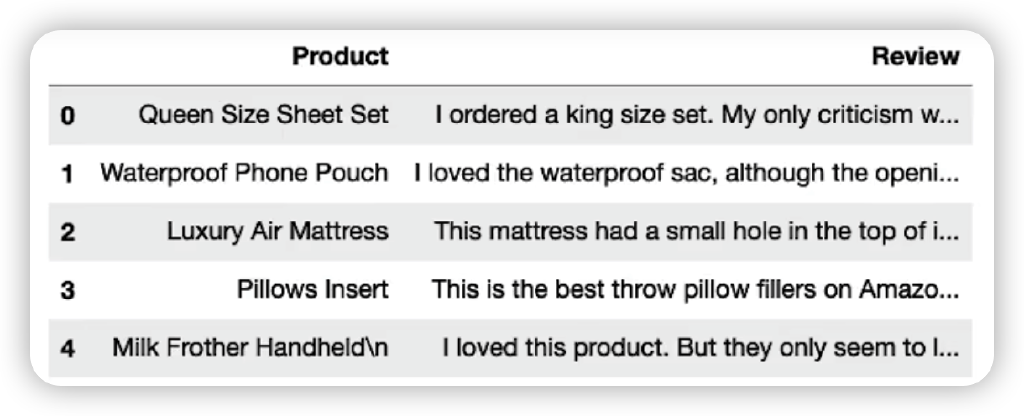 Product Review
0 Queen Size Sheet Set I ordered a king size set. My only criticism w...
1 Waterproof Phone Pouch I loved the waterproof sac, although the openi...
2 Luxury Air Mattress This mattress had a small hole in the top of i...
3 Pillows Insert This is the best throw pillow fillers on Amazo...
4 Milk Frother Handheld\n I loved this product. But they only seem to l...